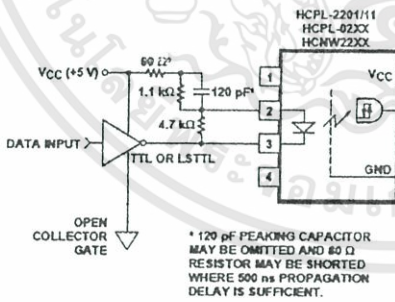 HCPL-2201/11
HCPL-02XX
HCNW22XX
80 Ω*
VCC (+5 V)
1.1 kΩ
120 pF*
4.7 kΩ
DATA INPUT
TTL OR LSTTL
OPEN
COLLECTOR
GATE
1
2
3
4
VCC
GND
* 120 pF PEAKING CAPACITOR
MAY BE OMITTED AND 80 Ω
RESISTOR MAY BE SHORTED
WHERE 500 ns PROPAGATION
DELAY IS SUFFICIENT.